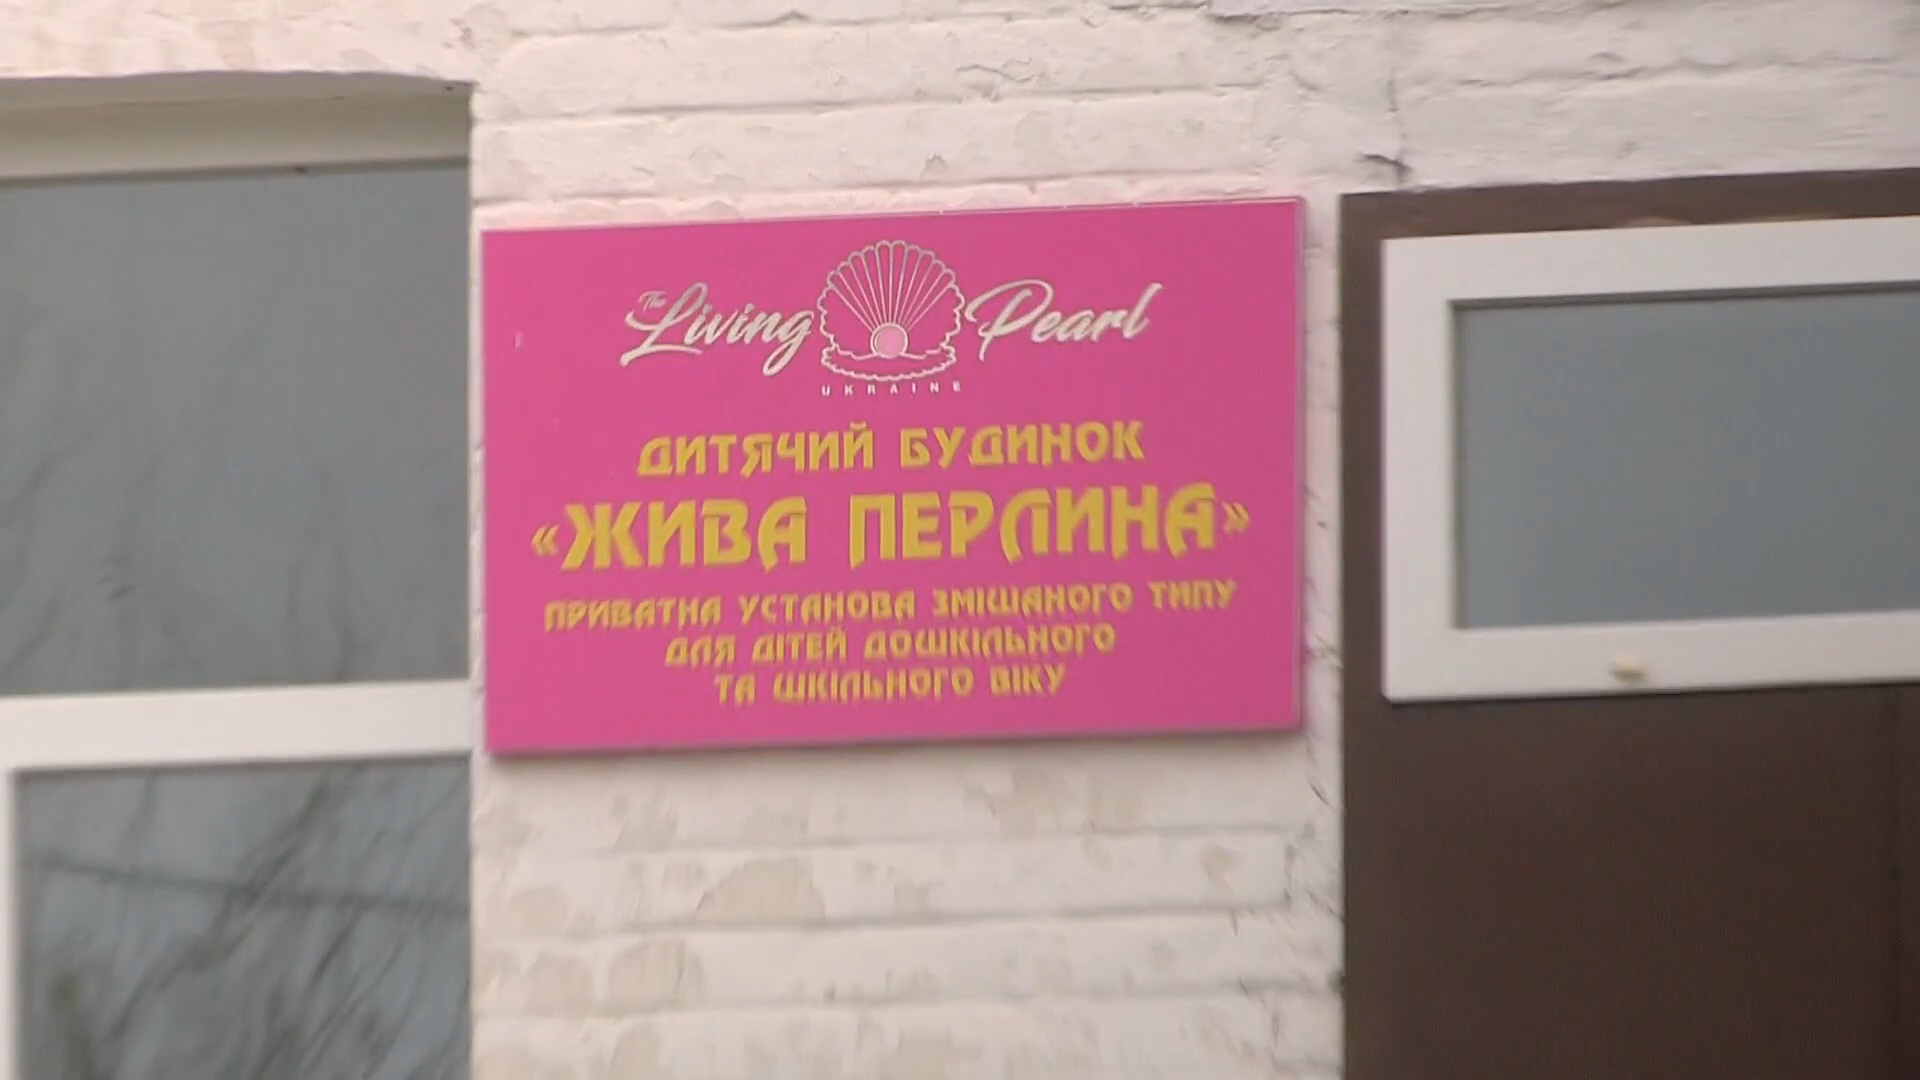 The Living Pearl
UKRAINE
ДИТЯЧИЙ БУДИНОК
«ЖИВА ПЕРЛИНА»
ПРИВАТНА УСТАНОВА ЗМІШАНОГО ТИПУ
ДЛЯ ДІТЕЙ ДОШКІЛЬНОГО
ТА ШКІЛЬНОГО ВІКУ